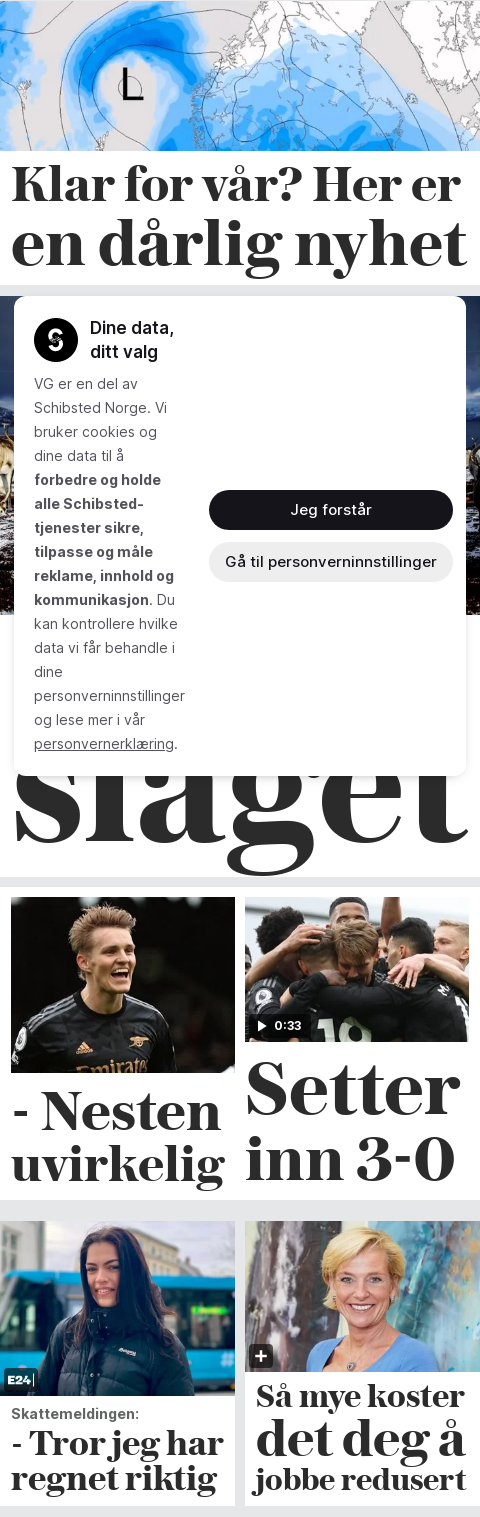 L
Klar for vår? Her er
en dårlig nyhet
Dine data,
ditt valg
VG er en del av
Schibsted Norge. Vi
bruker cookies og
dine data til å
forbedre og holde
alle Schibsted-
tjenester sikre,
tilpasse og måle
reklame, innhold og
kommunikasjon. Du
kan kontrollere hvilke
data vi får behandle i
dine
personverninnstillinger
og lese mer i vår
personvernerklæring.
Jeg forstår
Gå til personverninnstillinger
slaget
0:33
- Nesten
uvirkelig
Setter
inn 3-0
E24
Skattemeldingen:
- Tror jeg har
regnet riktig
Så mye koster
det deg å
jobbe redusert